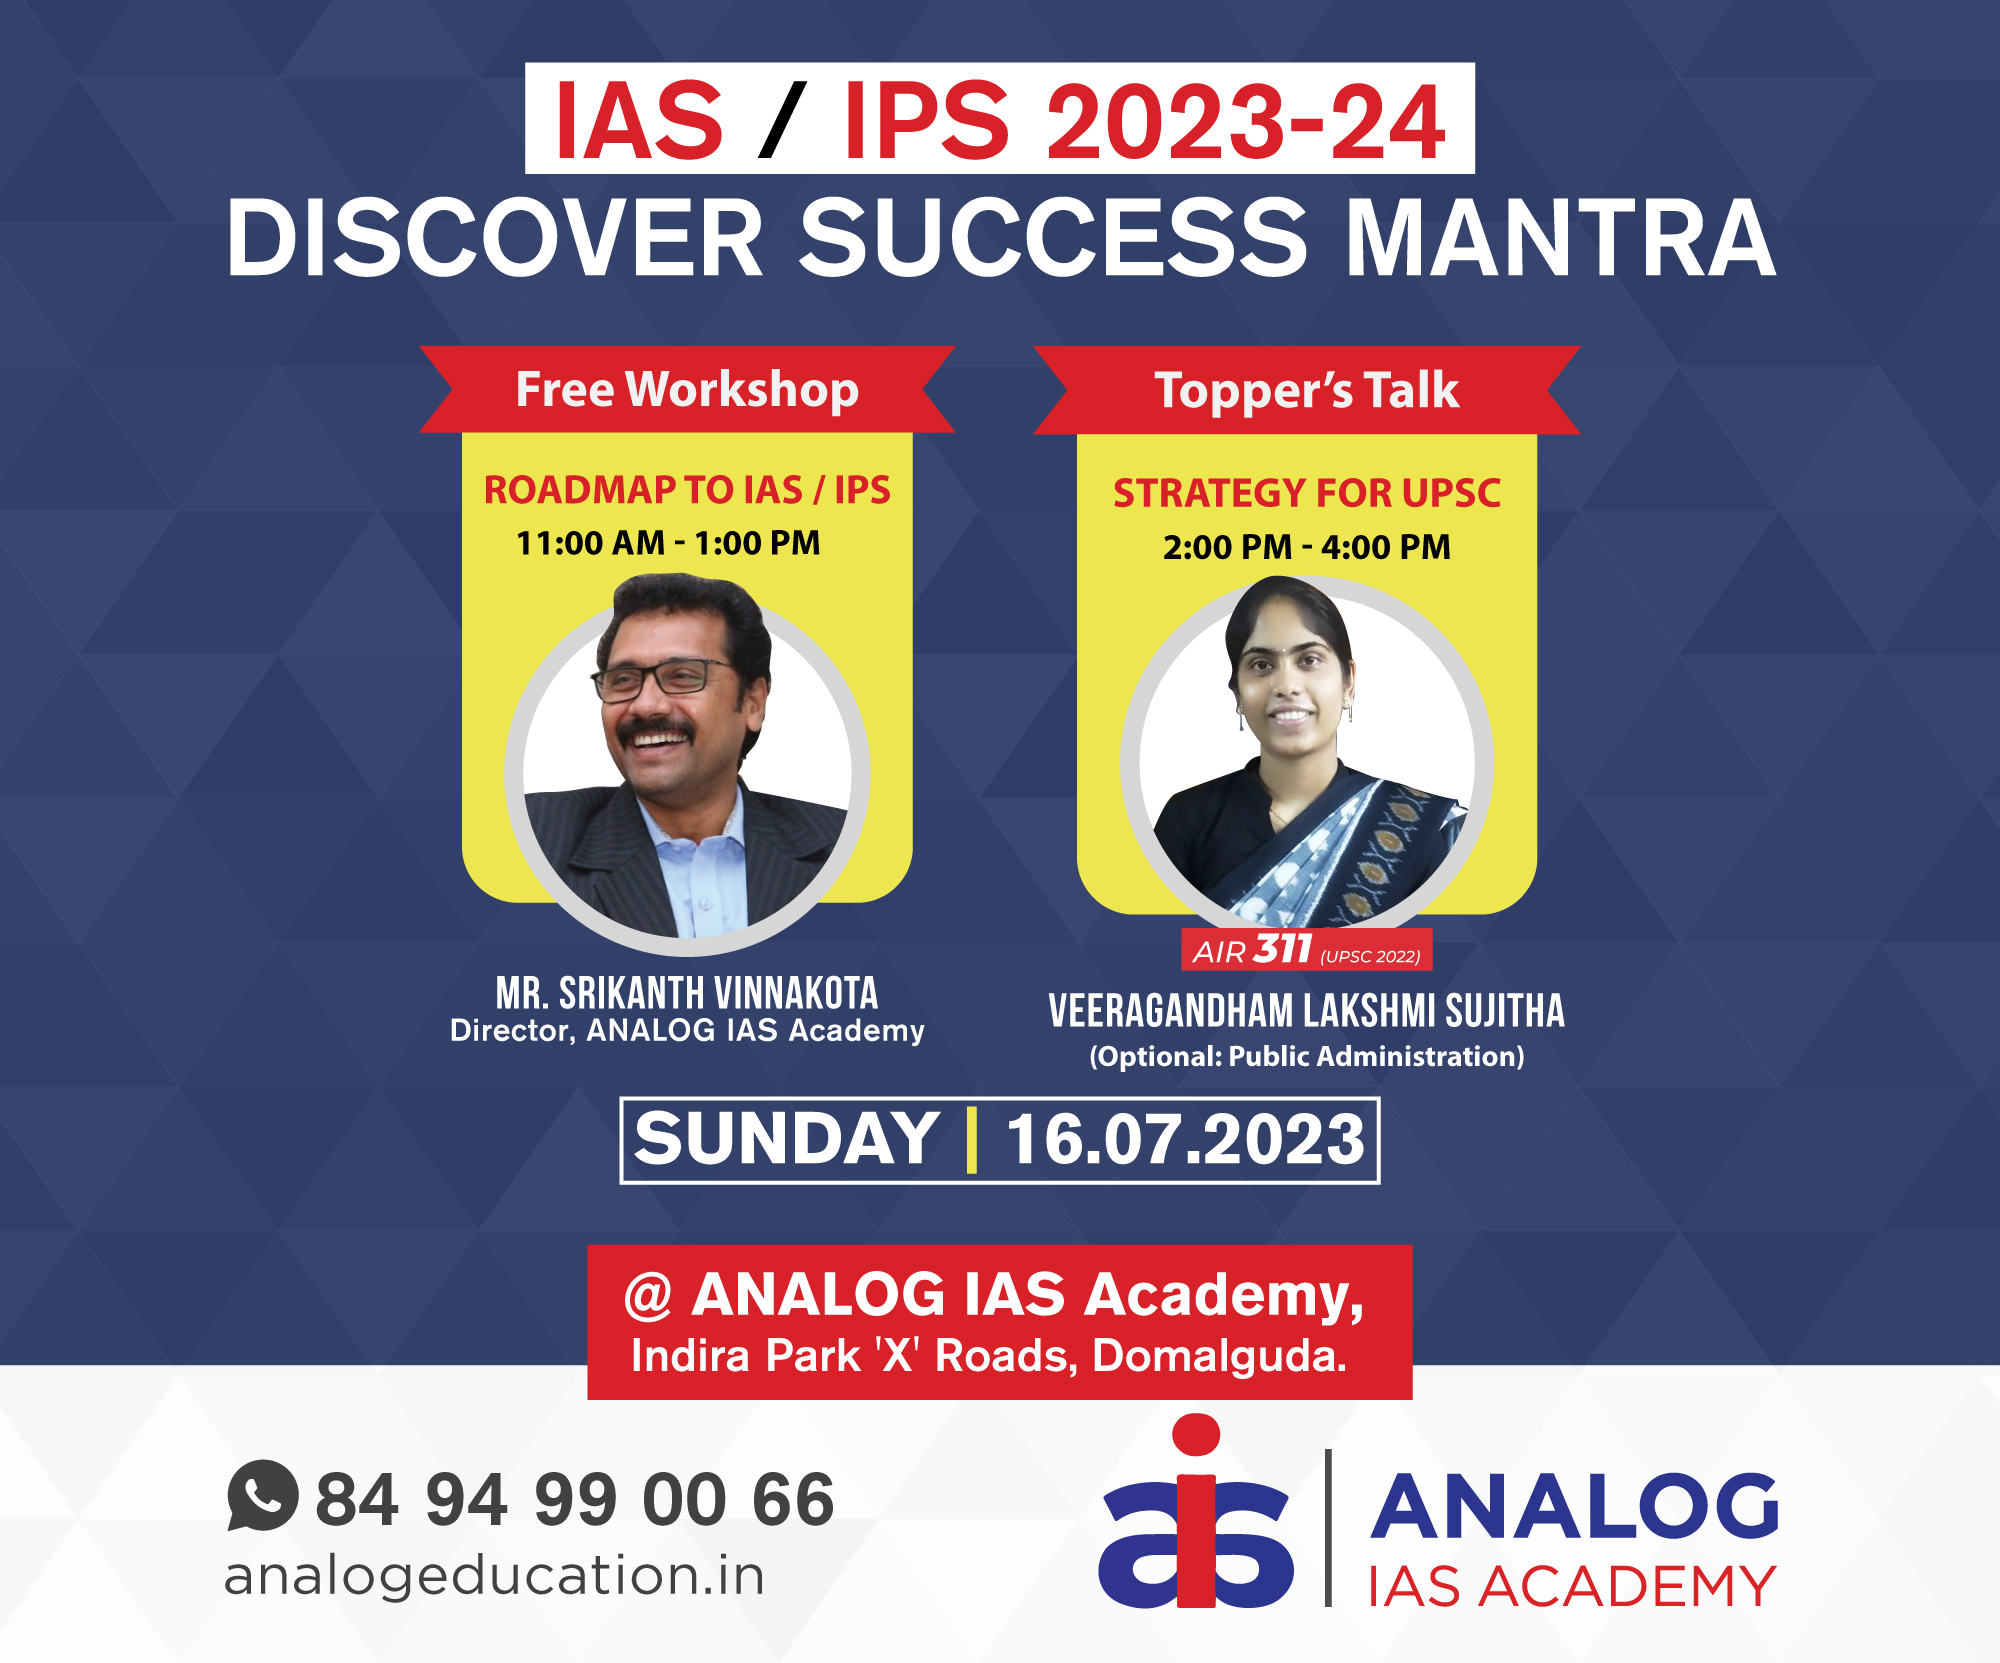 IAS / IPS 2023-24
DISCOVER SUCCESS MANTRA
Free Workshop
ROADMAP TO IAS / IPS
11:00 AM - 1:00 PM
MR. SRIKANTH VINNAKOTA
Director, ANALOG IAS Academy
Topper's Talk
STRATEGY FOR UPSC
2:00 PM - 4:00 PM
AIR 311 (UPSC 2022)
VEERAGANDHAM LAKSHMI SUJITHA
(Optional: Public Administration)
SUNDAY | 16.07.2023
@ ANALOG IAS Academy,
Indira Park 'X' Roads, Domalguda.
84 94 99 00 66
analogeducation.in
ias
ANALOG
IAS ACADEMY